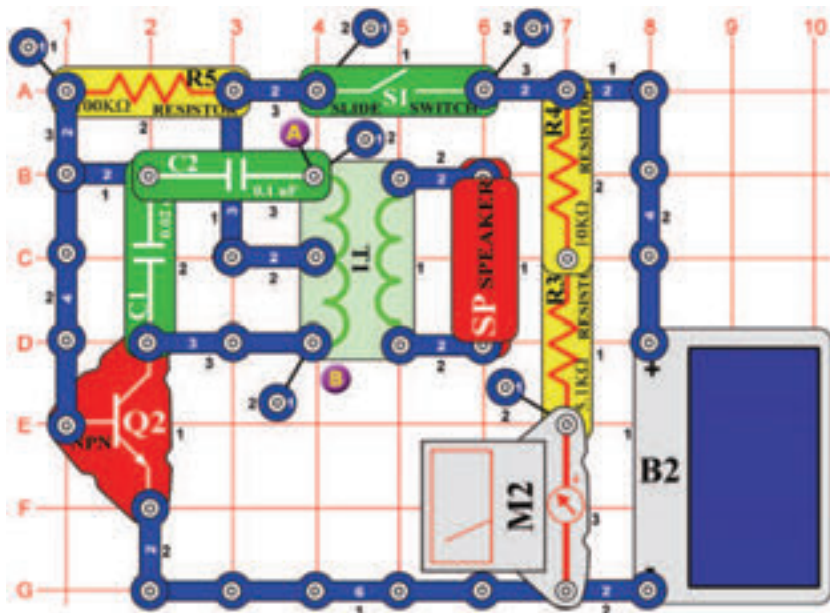 1 2 3 4 5 6 7 8 9 10
A
B
C
D
E
F
G
R5
100KΩ RESISTOR
S1
SLIDE SWITCH
R4
RESISTOR
10KΩ
R3
RESISTOR
1KΩ
C2
0.1 uF
C1
0.02
A
B
T1
SP SPEAKER
Q2
NPN
M2
+
B2
+
-